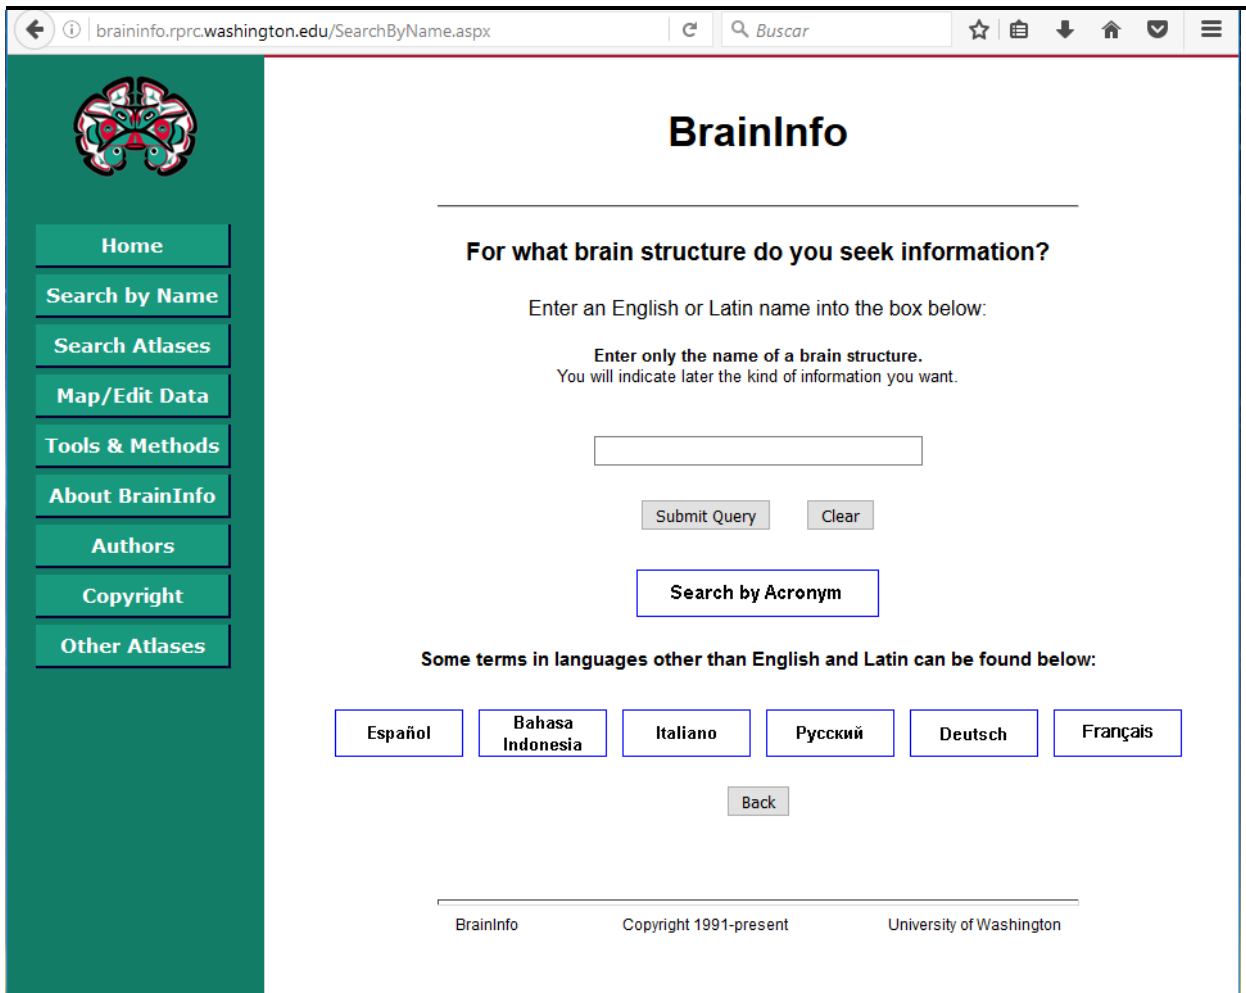 braininfo.rprc.washington.edu/SearchByName.aspx
Buscar
BrainInfo
Home
Search by Name
Search Atlases
Map/Edit Data
Tools & Methods
About BrainInfo
Authors
Copyright
Other Atlases
For what brain structure do you seek information?
Enter an English or Latin name into the box below:
Enter only the name of a brain structure.
You will indicate later the kind of information you want.
Submit Query
Clear
Search by Acronym
Some terms in languages other than English and Latin can be found below:
Español
Bahasa
Indonesia
Italiano
Русский
Deutsch
Français
Back
BrainInfo
Copyright 1991-present
University of Washington